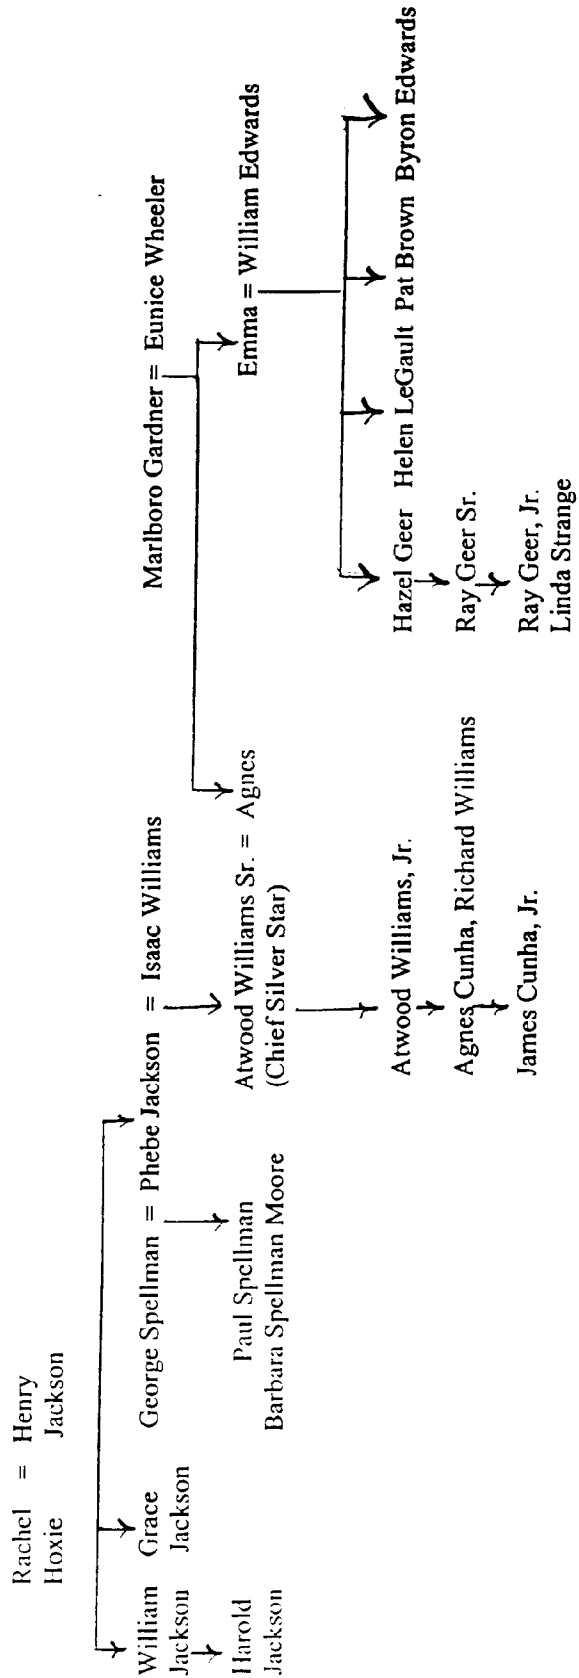 Rachel = Henry
Hoxie Jackson
William Grace George Spellman = Phebe Jackson = Isaac Williams Marlboro Gardner = Eunice Wheeler
Jackson Jackson
Harold Paul Spellman Atwood Williams Sr. = Agnes Emma = William Edwards
Jackson Barbara Spellman Moore (Chief Silver Star)
Atwood Williams, Jr. Hazel Geer Helen LeGault Pat Brown Byron Edwards
Agnes Cunha, Richard Williams Ray Geer Sr.
James Cunha, Jr. Ray Geer, Jr.
Linda Strange